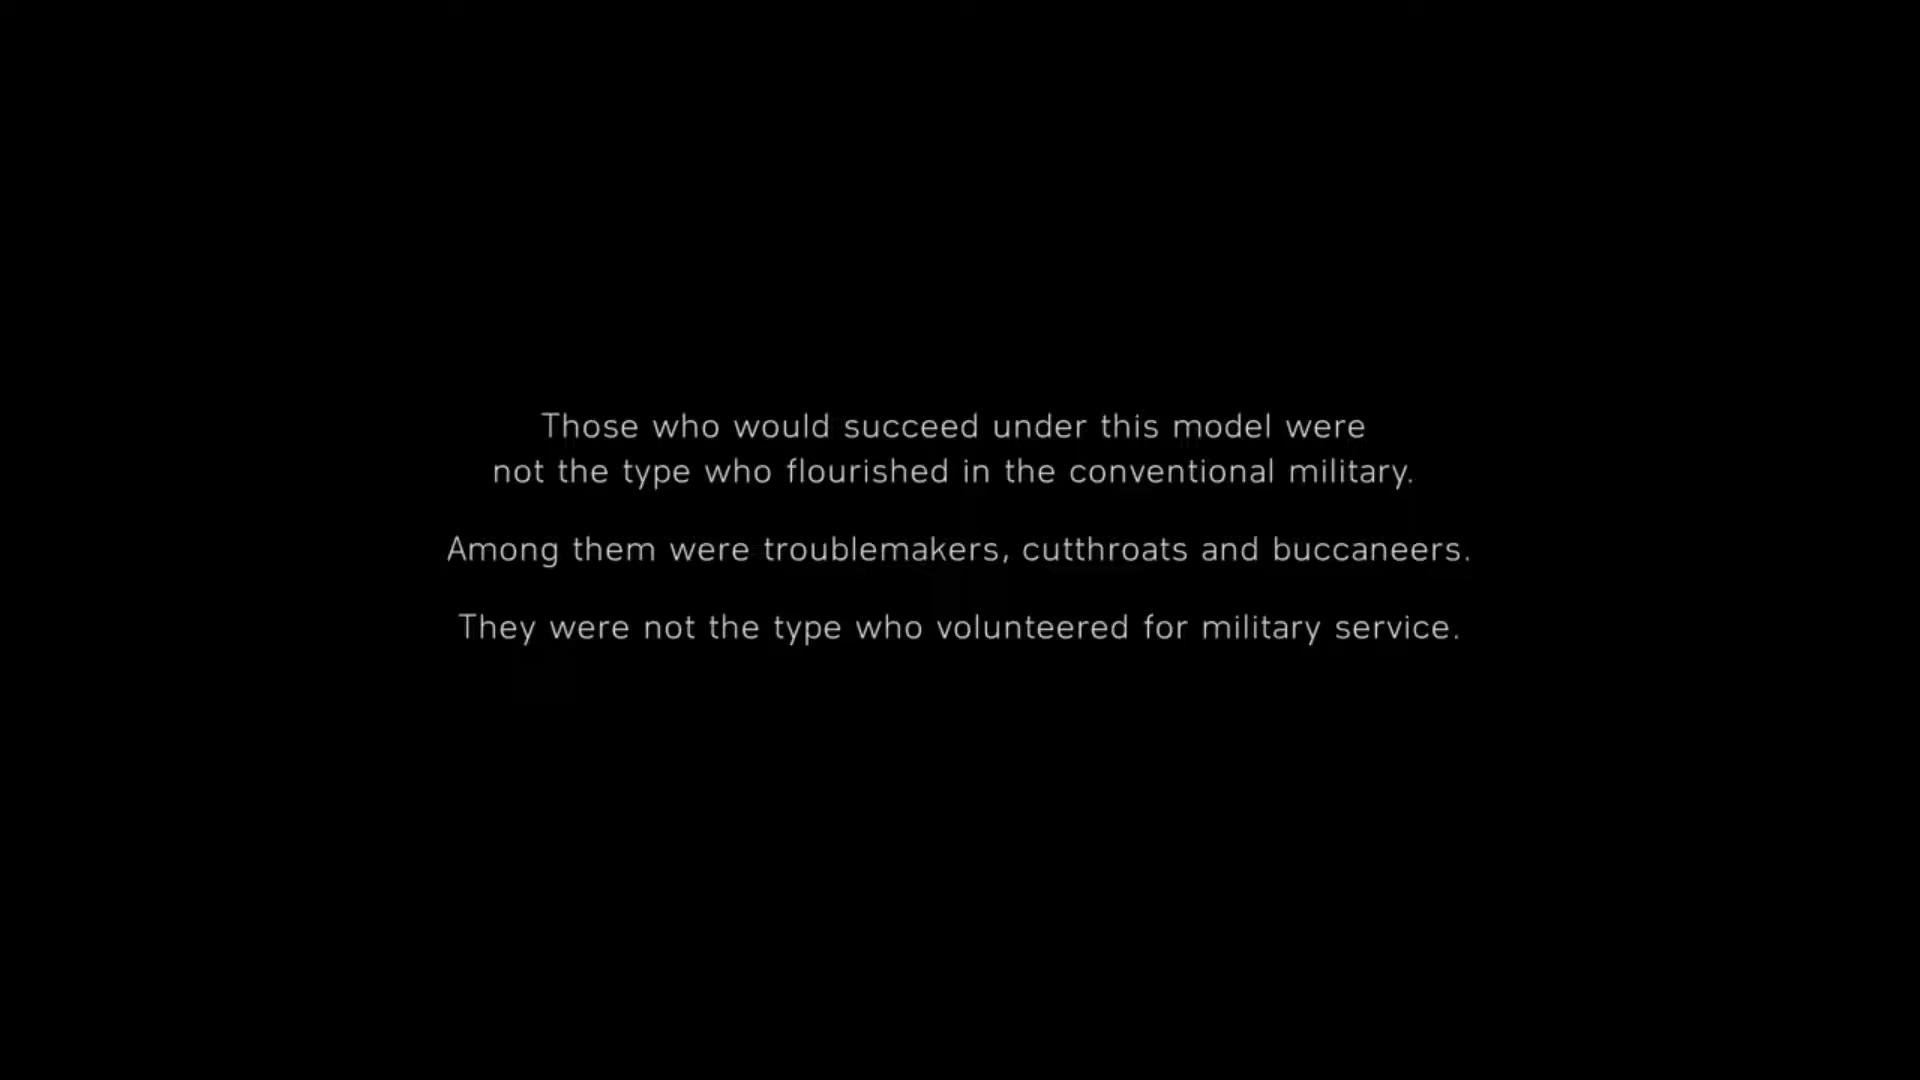 Those who would succeed under this model were
not the type who flourished in the conventional military.
Among them were troublemakers, cutthroats and buccaneers.
They were not the type who volunteered for military service.